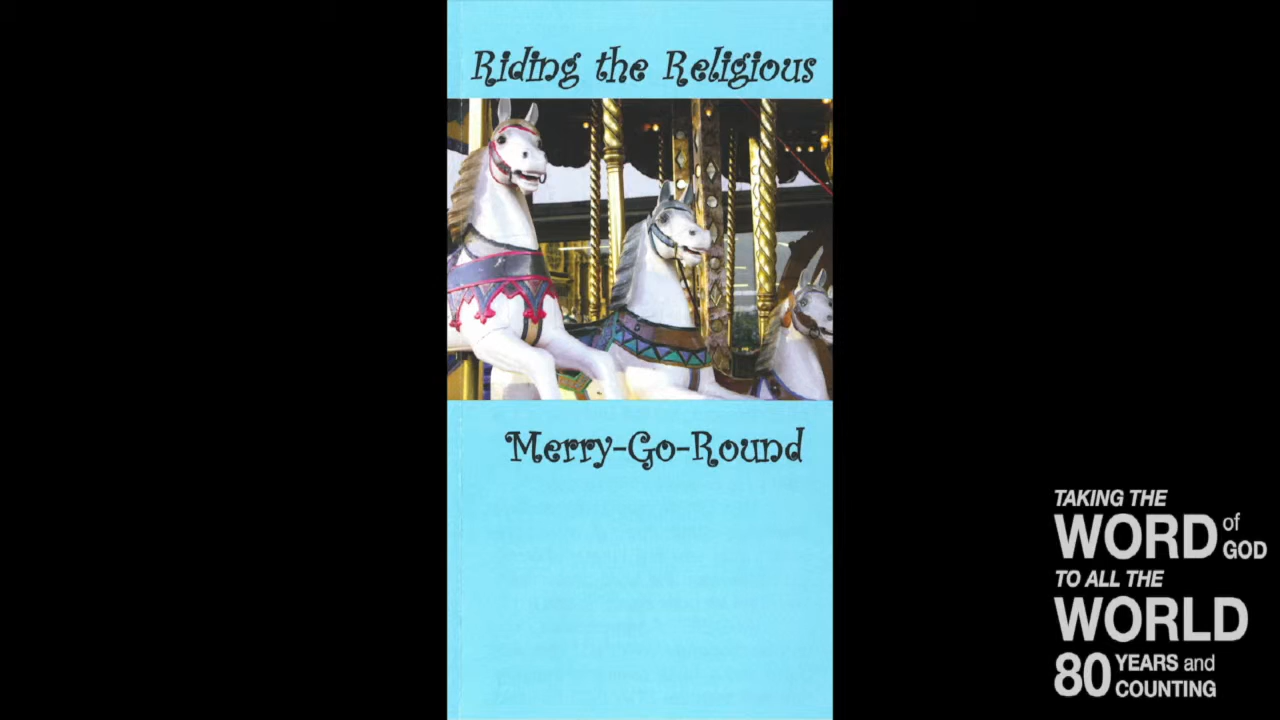 Riding the Religious
Merry-Go-Round
TAKING THE
WORD of GOD
TO ALL THE
WORLD
80 YEARS and COUNTING